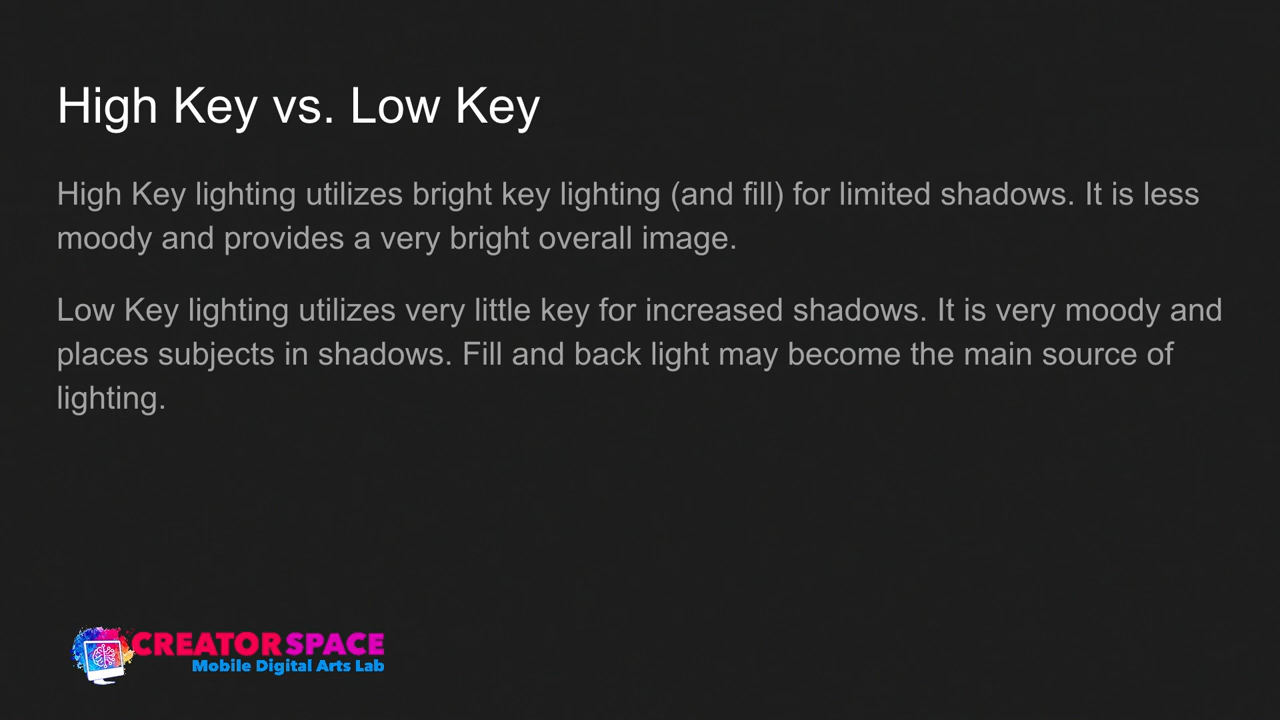 High Key vs. Low Key
High Key lighting utilizes bright key lighting (and fill) for limited shadows. It is less
moody and provides a very bright overall image.
Low Key lighting utilizes very little key for increased shadows. It is very moody and
places subjects in shadows. Fill and back light may become the main source of
lighting.
CREATORSPACE
Mobile Digital Arts Lab